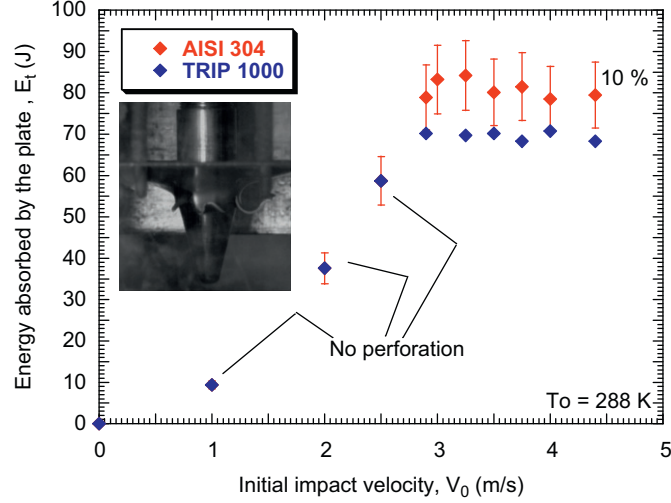 Energy absorbed by the plate , E_t (J)
100
90
80
70
60
50
40
30
20
10
0
AISI 304
TRIP 1000
10 %
No perforation
To = 288 K
0 1 2 3 4 5
Initial impact velocity, V_0 (m/s)